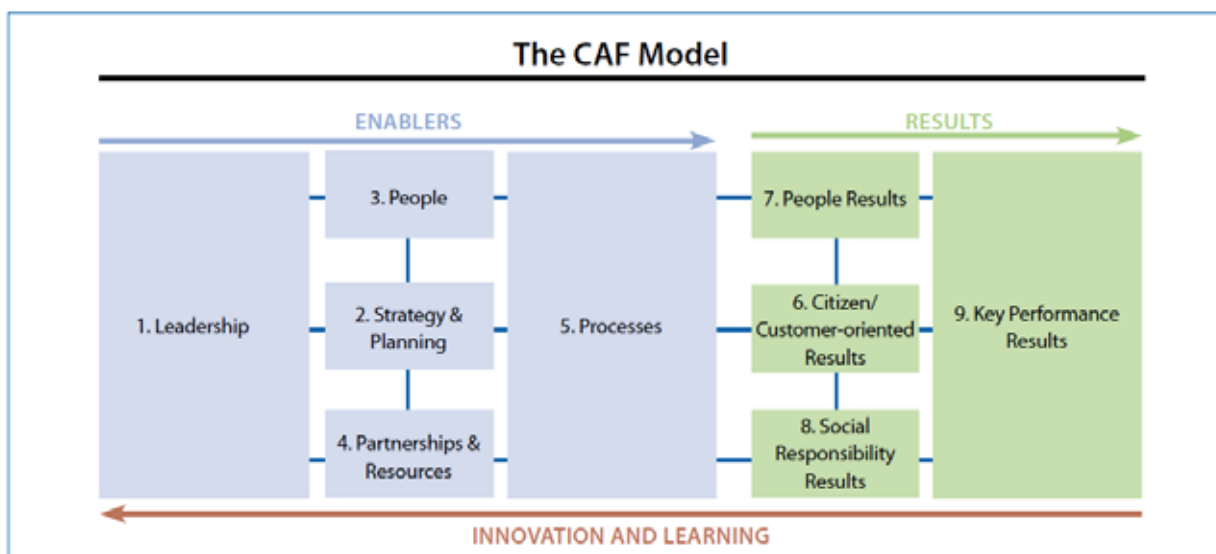 The CAF Model
ENABLERS
RESULTS
1. Leadership
3. People
2. Strategy &
Planning
4. Partnerships &
Resources
5. Processes
7. People Results
6. Citizen/
Customer-oriented
Results
8. Social
Responsibility
Results
9. Key Performance
Results
INNOVATION AND LEARNING